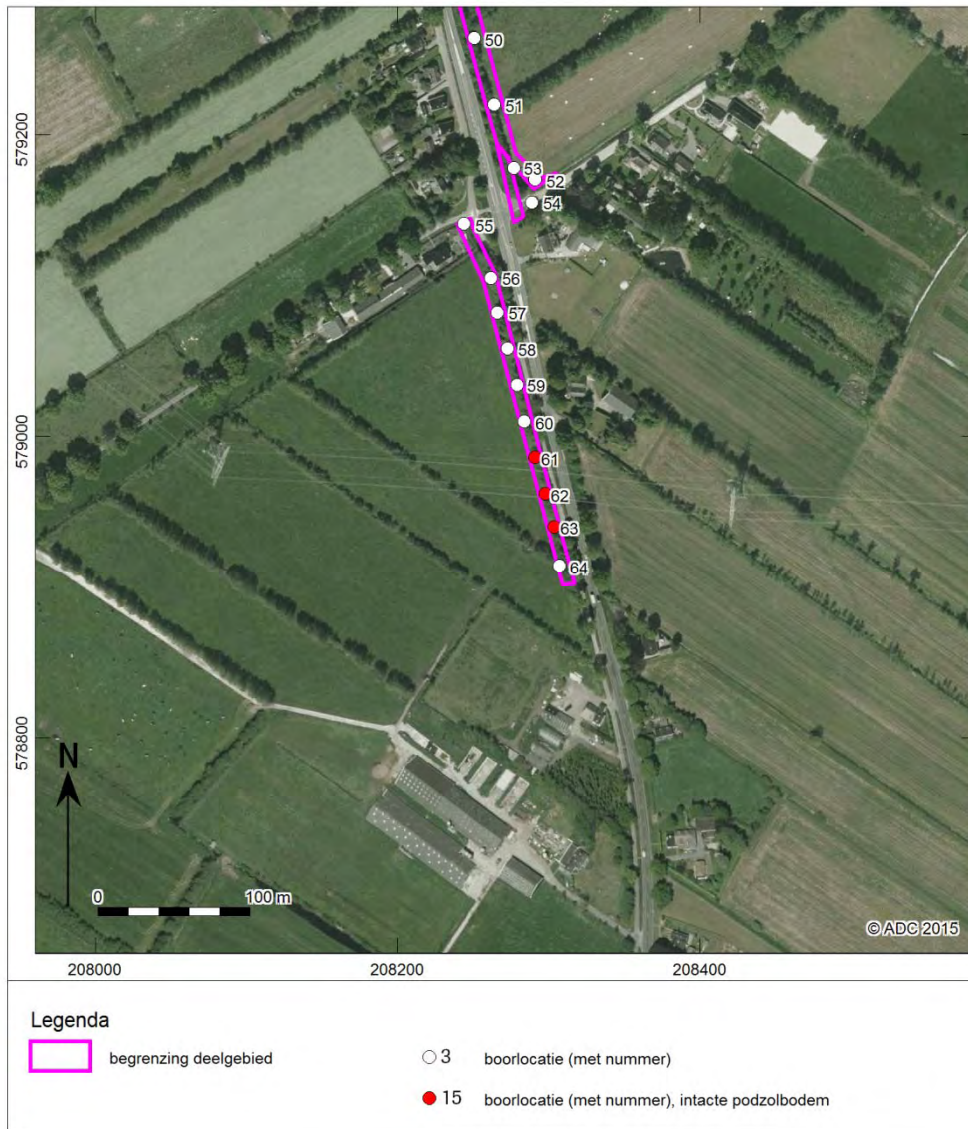 50
51
53
52
54
55
56
57
58
59
60
61
62
63
64
579200
579000
578800
N
0 100 m
© ADC 2015
208000 208200 208400
Legenda
begrenzing deelgebied
3 boorlocatie (met nummer)
15 boorlocatie (met nummer), intacte podzolbodem